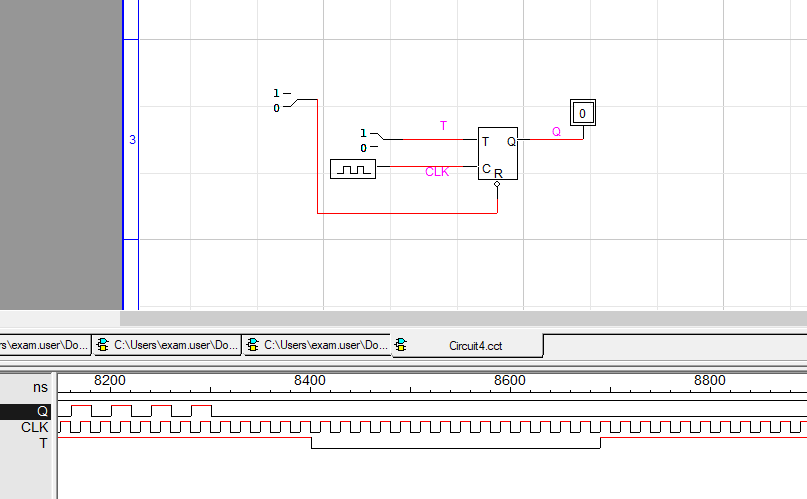 1
0
T
1
0
3
T
Q
Q
0
C
R
CLK
rs\exam.user\Do...
C:\Users\exam.user\Do...
C:\Users\exam.user\Do...
Circuit4.cct
ns
8200
8400
8600
8800
Q
CLK
T